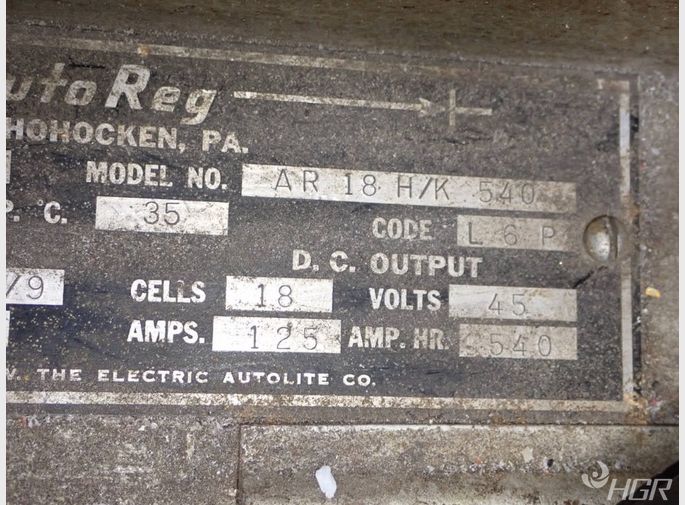 utoReg
HOHOCKEN, PA.
MODEL NO. AR 18 H/K 540
P. C. 35
CODE L 6 P
D. C. OUTPUT
/9 CELLS 18 VOLTS 45
AMPS. 125 AMP. HR. 540
V. THE ELECTRIC AUTOLITE CO.
HGR